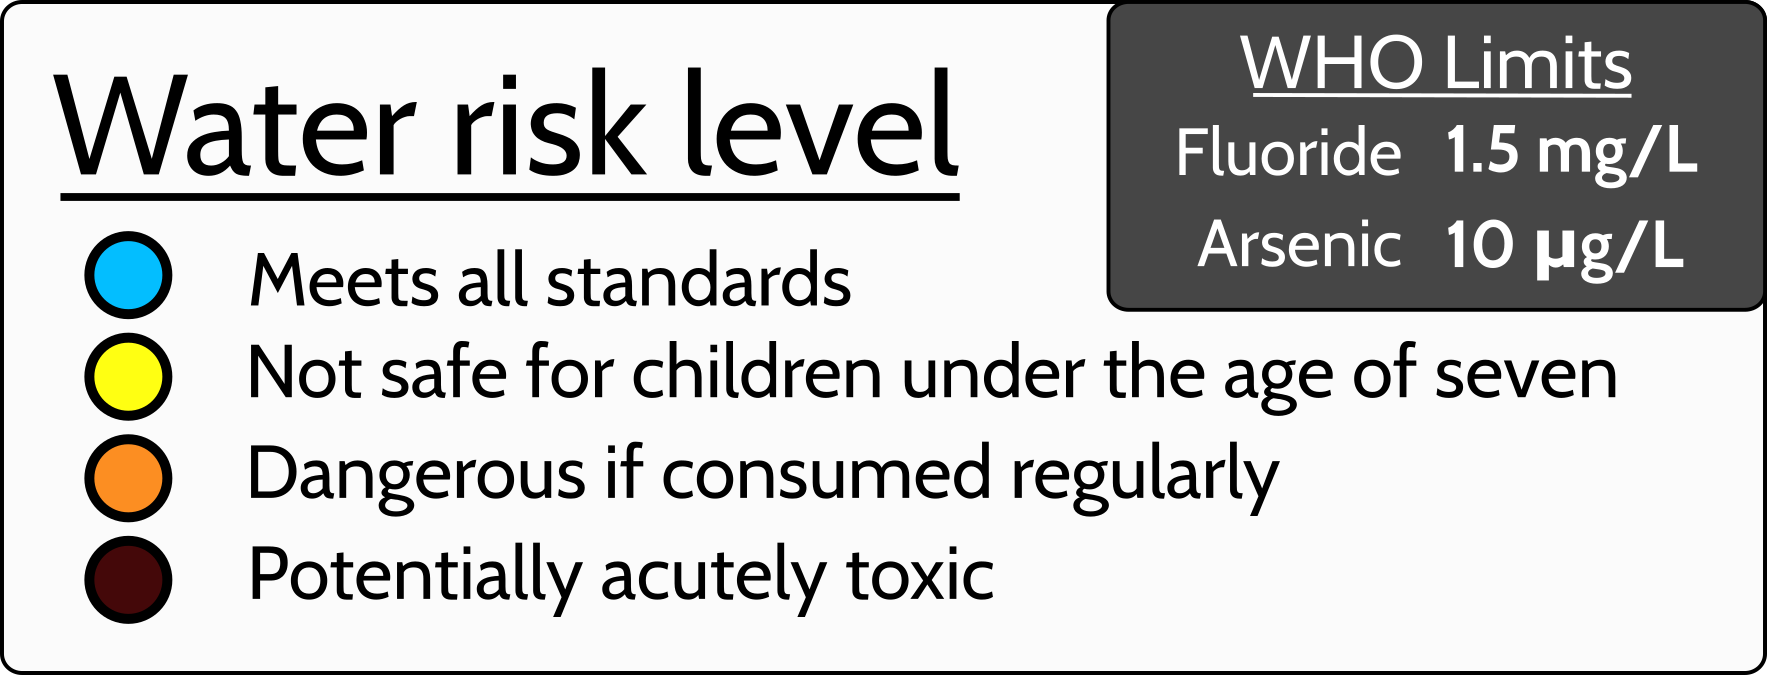 Water risk level
Meets all standards
Not safe for children under the age of seven
Dangerous if consumed regularly
Potentially acutely toxic
WHO Limits
Fluoride 1.5 mg/L
Arsenic 10 µg/L